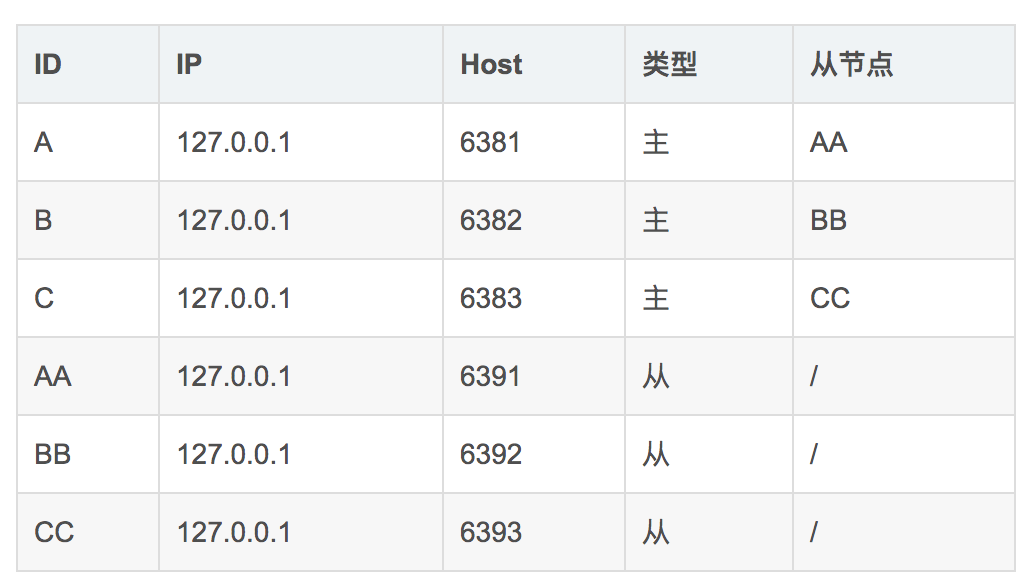 ID IP Host 类型 从节点
A 127.0.0.1 6381 主 AA
B 127.0.0.1 6382 主 BB
C 127.0.0.1 6383 主 CC
AA 127.0.0.1 6391 从 /
BB 127.0.0.1 6392 从 /
CC 127.0.0.1 6393 从 /